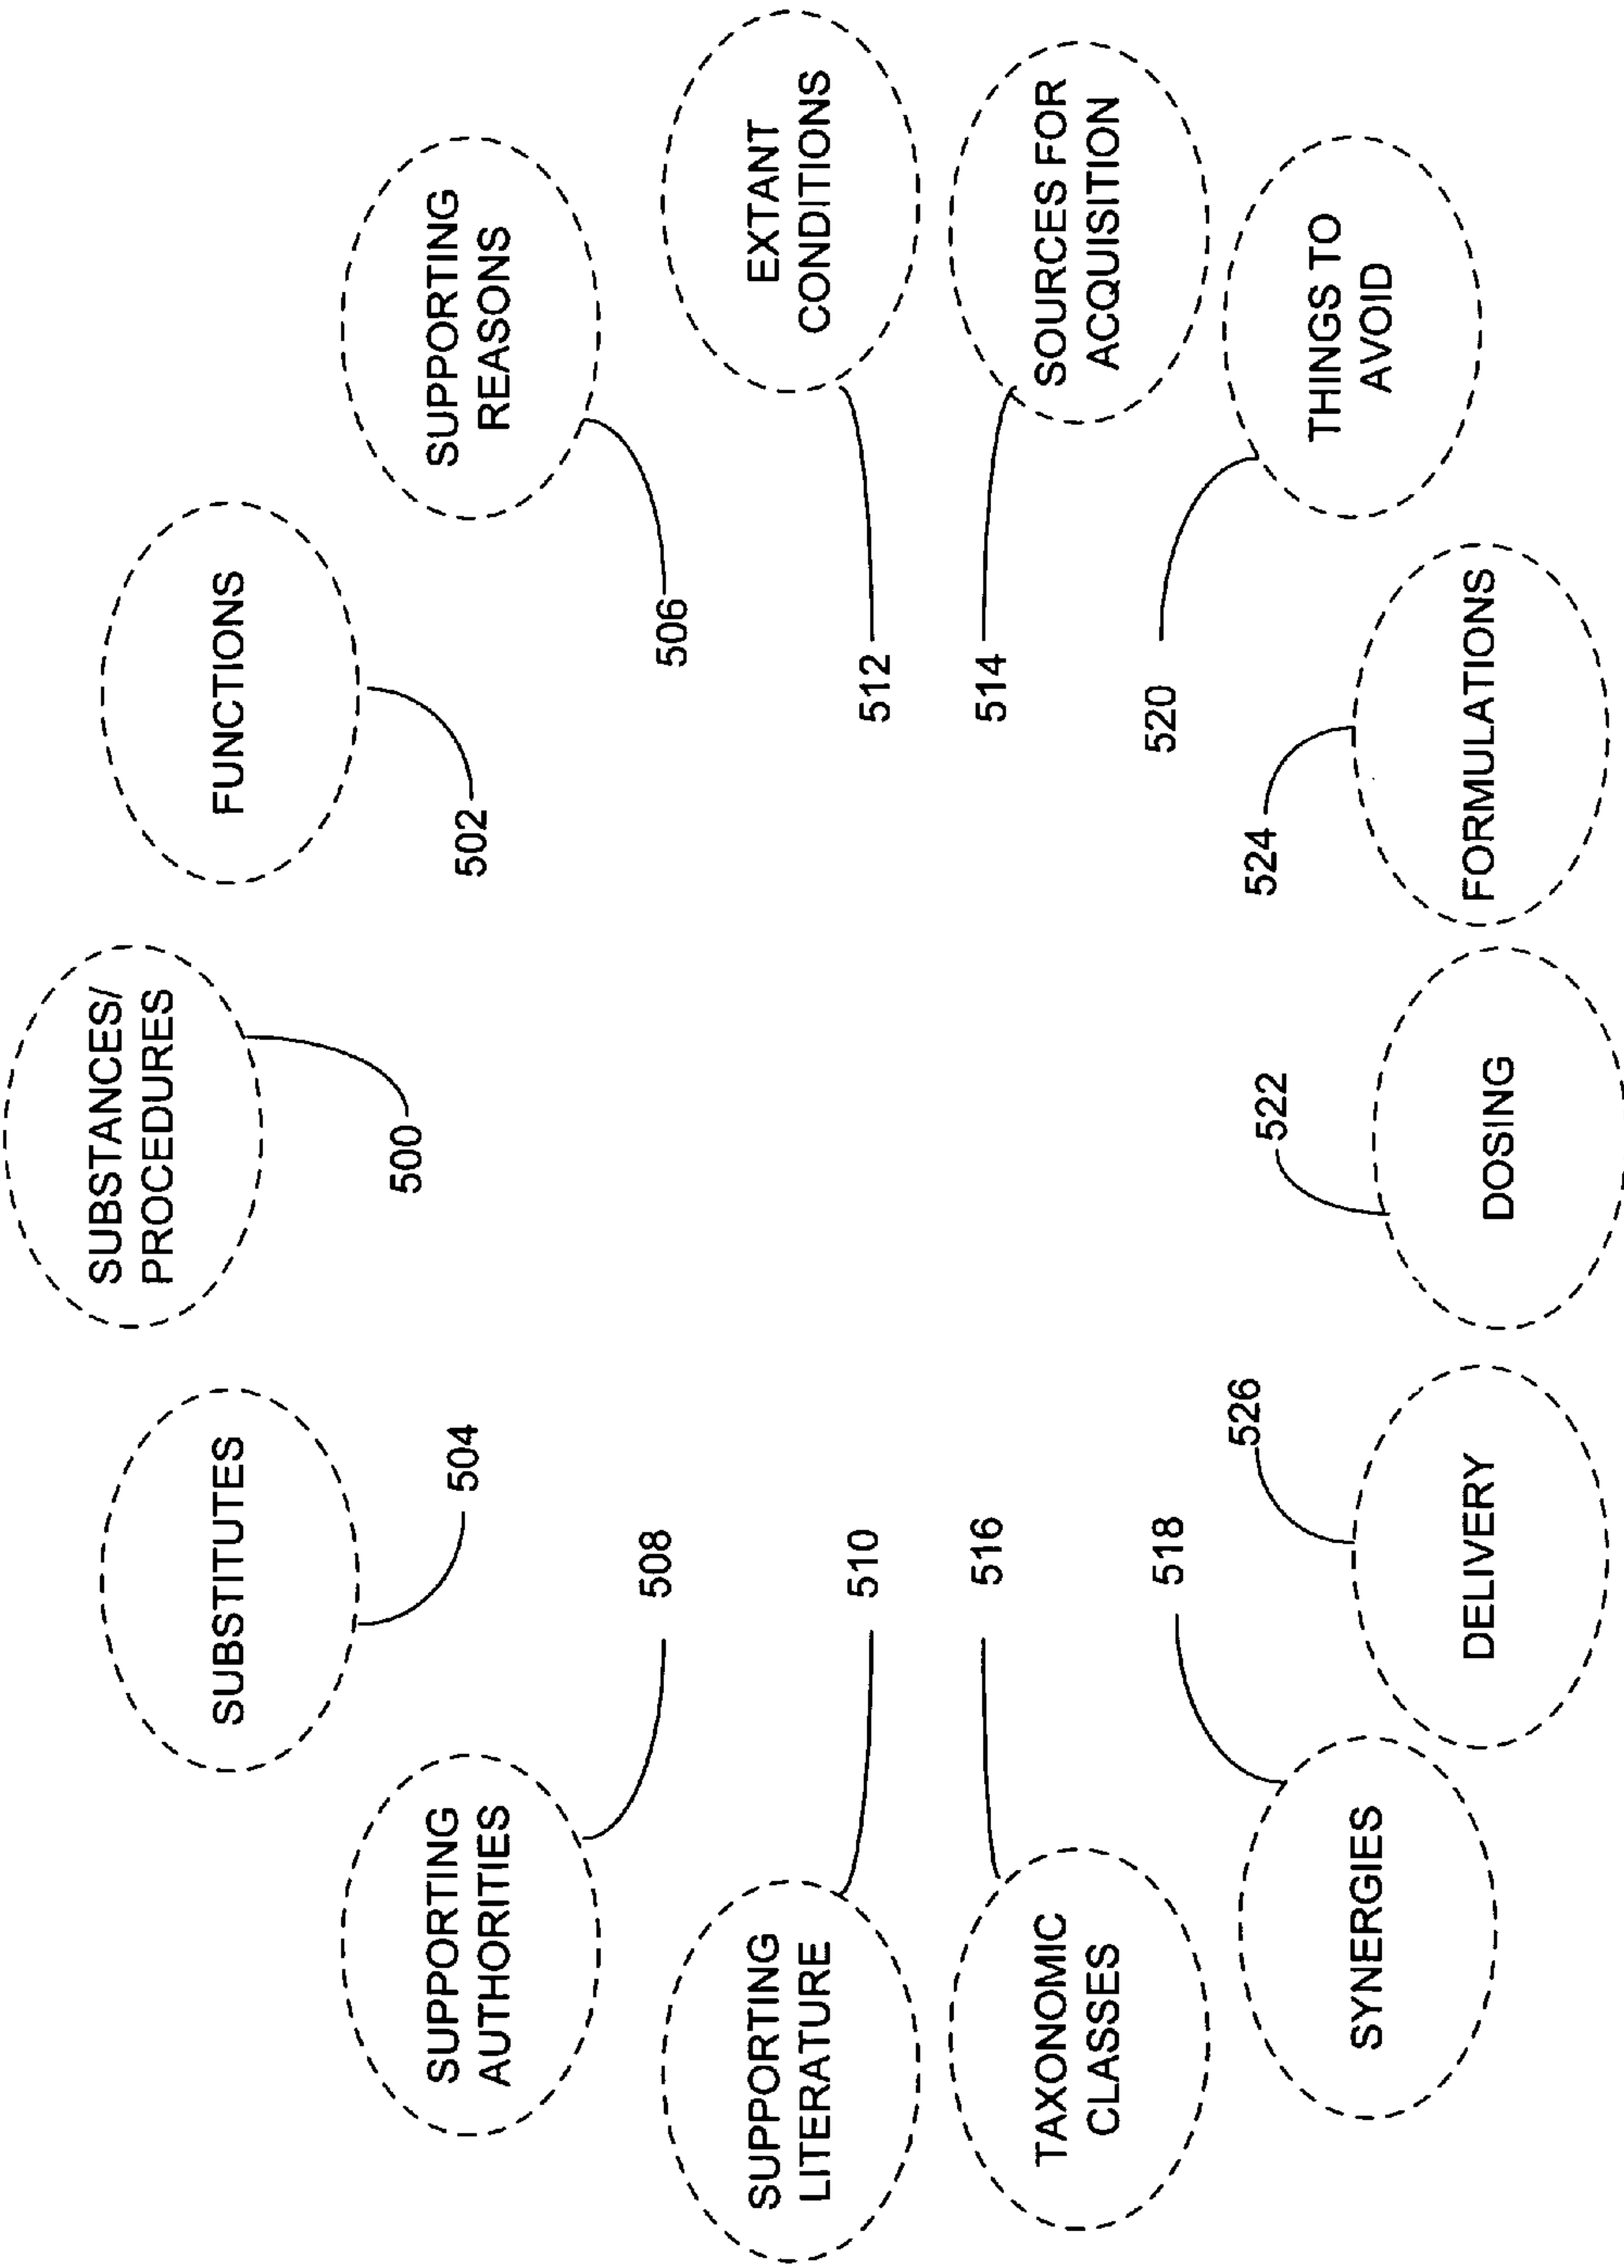 SUBSTANCES/
PROCEDURES
500
FUNCTIONS
502
SUPPORTING
REASONS
506
EXTANT
CONDITIONS
512
SOURCES FOR
ACQUISITION
514
THINGS TO
AVOID
520
FORMULATIONS
524
DOSING
522
DELIVERY
526
SYNERGIES
518
TAXONOMIC
CLASSES
516
SUPPORTING
LITERATURE
510
SUPPORTING
AUTHORITIES
508
SUBSTITUTES
504